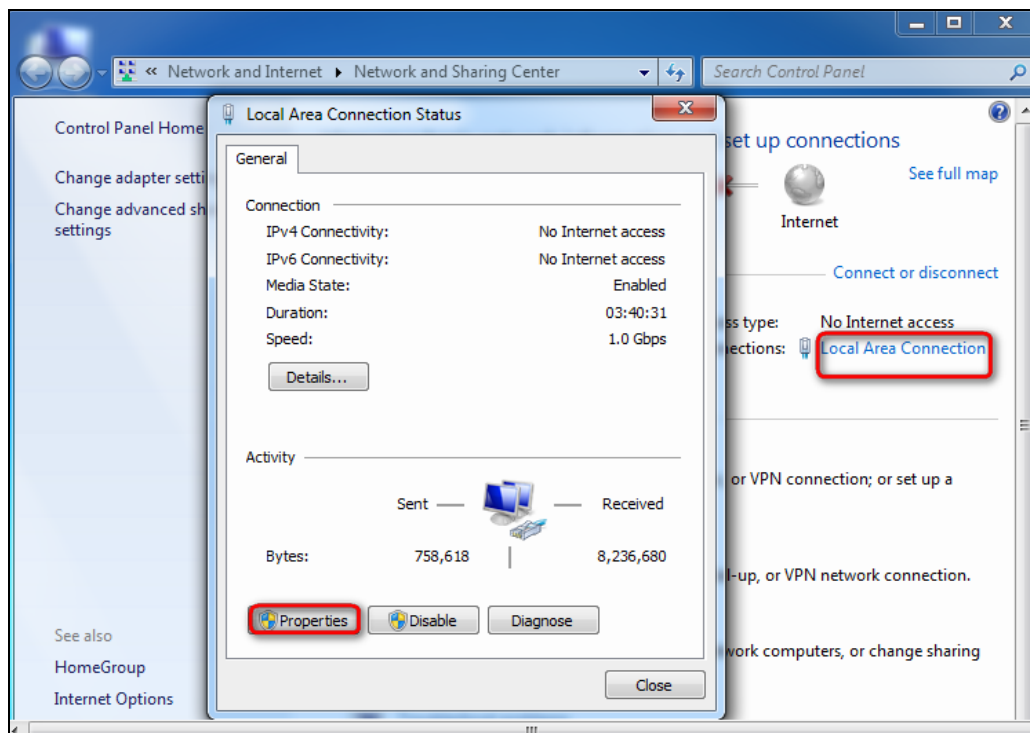 « Network and Internet ▸ Network and Sharing Center
Search Control Panel
Control Panel Home
Change adapter setti
Change advanced sh
settings
See also
HomeGroup
Internet Options
Local Area Connection Status
General
Connection
IPv4 Connectivity: No Internet access
IPv6 Connectivity: No Internet access
Media State: Enabled
Duration: 03:40:31
Speed: 1.0 Gbps
Details...
Activity
Sent Received
Bytes: 758,618 8,236,680
Properties Disable Diagnose
Close
set up connections
See full map
Internet
Connect or disconnect
ss type: No Internet access
ections: Local Area Connection
or VPN connection; or set up a
l-up, or VPN network connection.
work computers, or change sharing